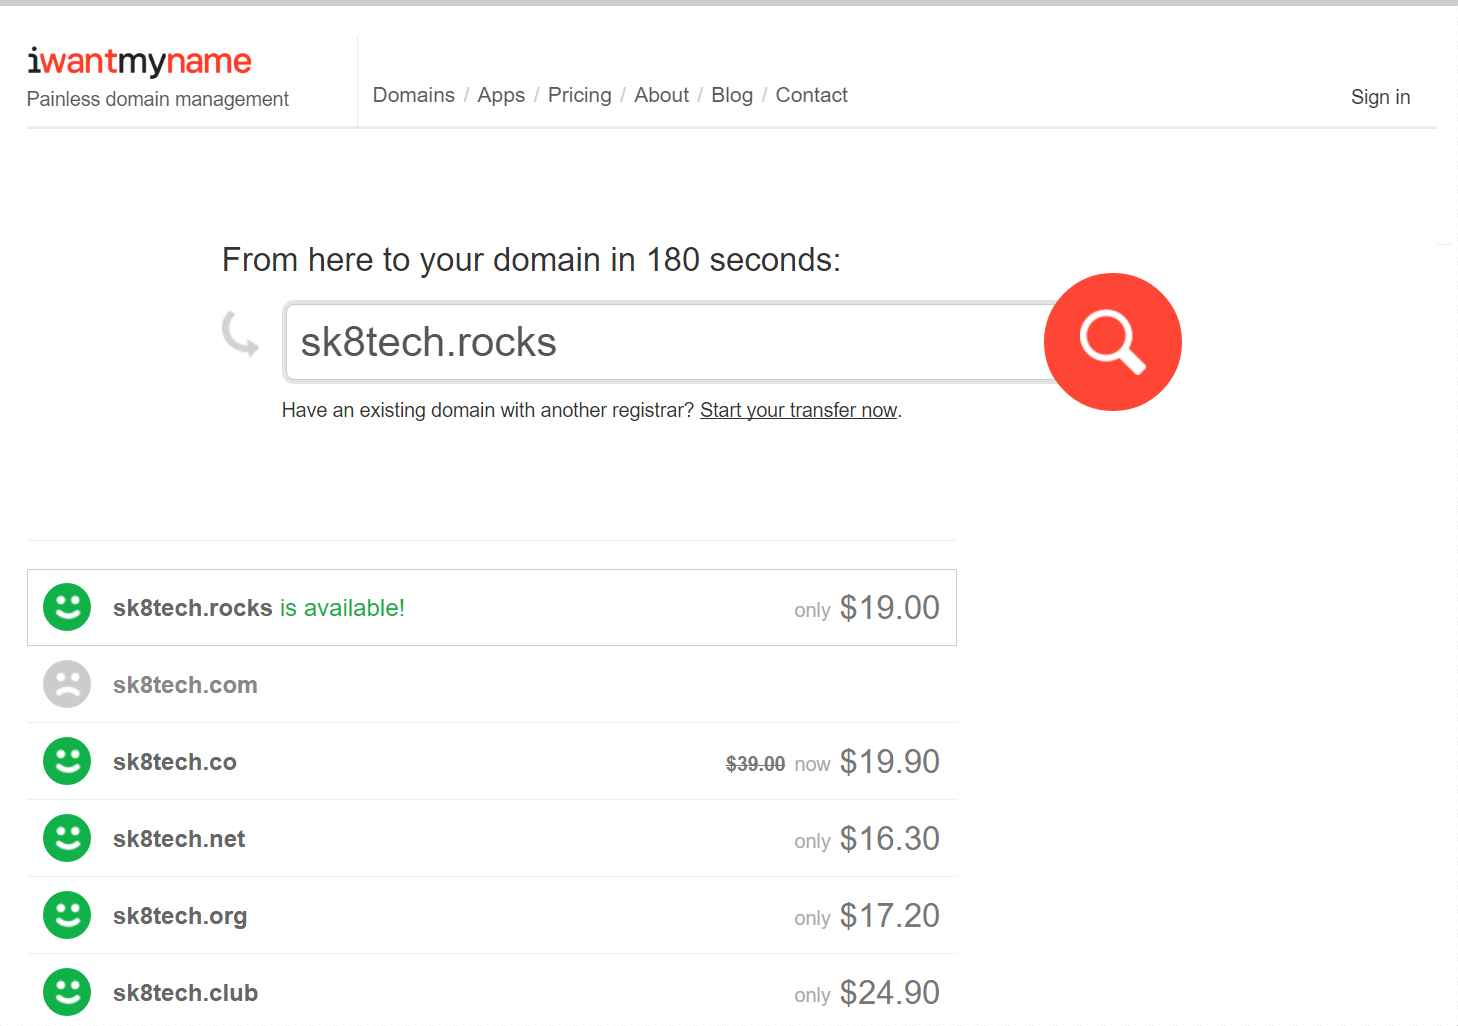 iwantmyname
Painless domain management
Domains / Apps / Pricing / About / Blog / Contact
Sign in
From here to your domain in 180 seconds:
sk8tech.rocks
Have an existing domain with another registrar? Start your transfer now.
sk8tech.rocks is available! only $19.00
sk8tech.com
sk8tech.co $39.00 now $19.90
sk8tech.net only $16.30
sk8tech.org only $17.20
sk8tech.club only $24.90